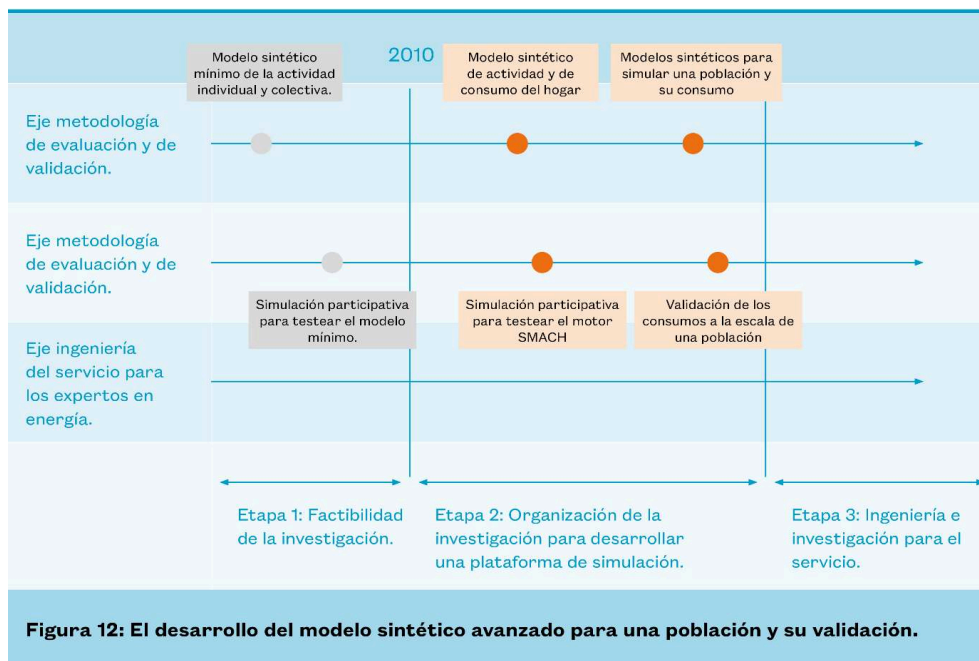 Modelo sintético
mínimo de la actividad
individual y colectiva.
2010
Modelo sintético
de actividad y de
consumo del hogar
Modelos sintéticos para
simular una población y
su consumo
Eje metodología
de evaluación y de
validación.
Eje metodología
de evaluación y de
validación.
Simulación participativa
para testear el modelo
mínimo.
Simulación participativa
para testear el motor
SMACH
Validación de los
consumos a la escala de
una población
Eje ingeniería
del servicio para
los expertos en
energía.
Etapa 1: Factibilidad
de la investigación.
Etapa 2: Organización de la
investigación para desarrollar
una plataforma de simulación.
Etapa 3: Ingeniería e
investigación para el
servicio.
Figura 12: El desarrollo del modelo sintético avanzado para una población y su validación.